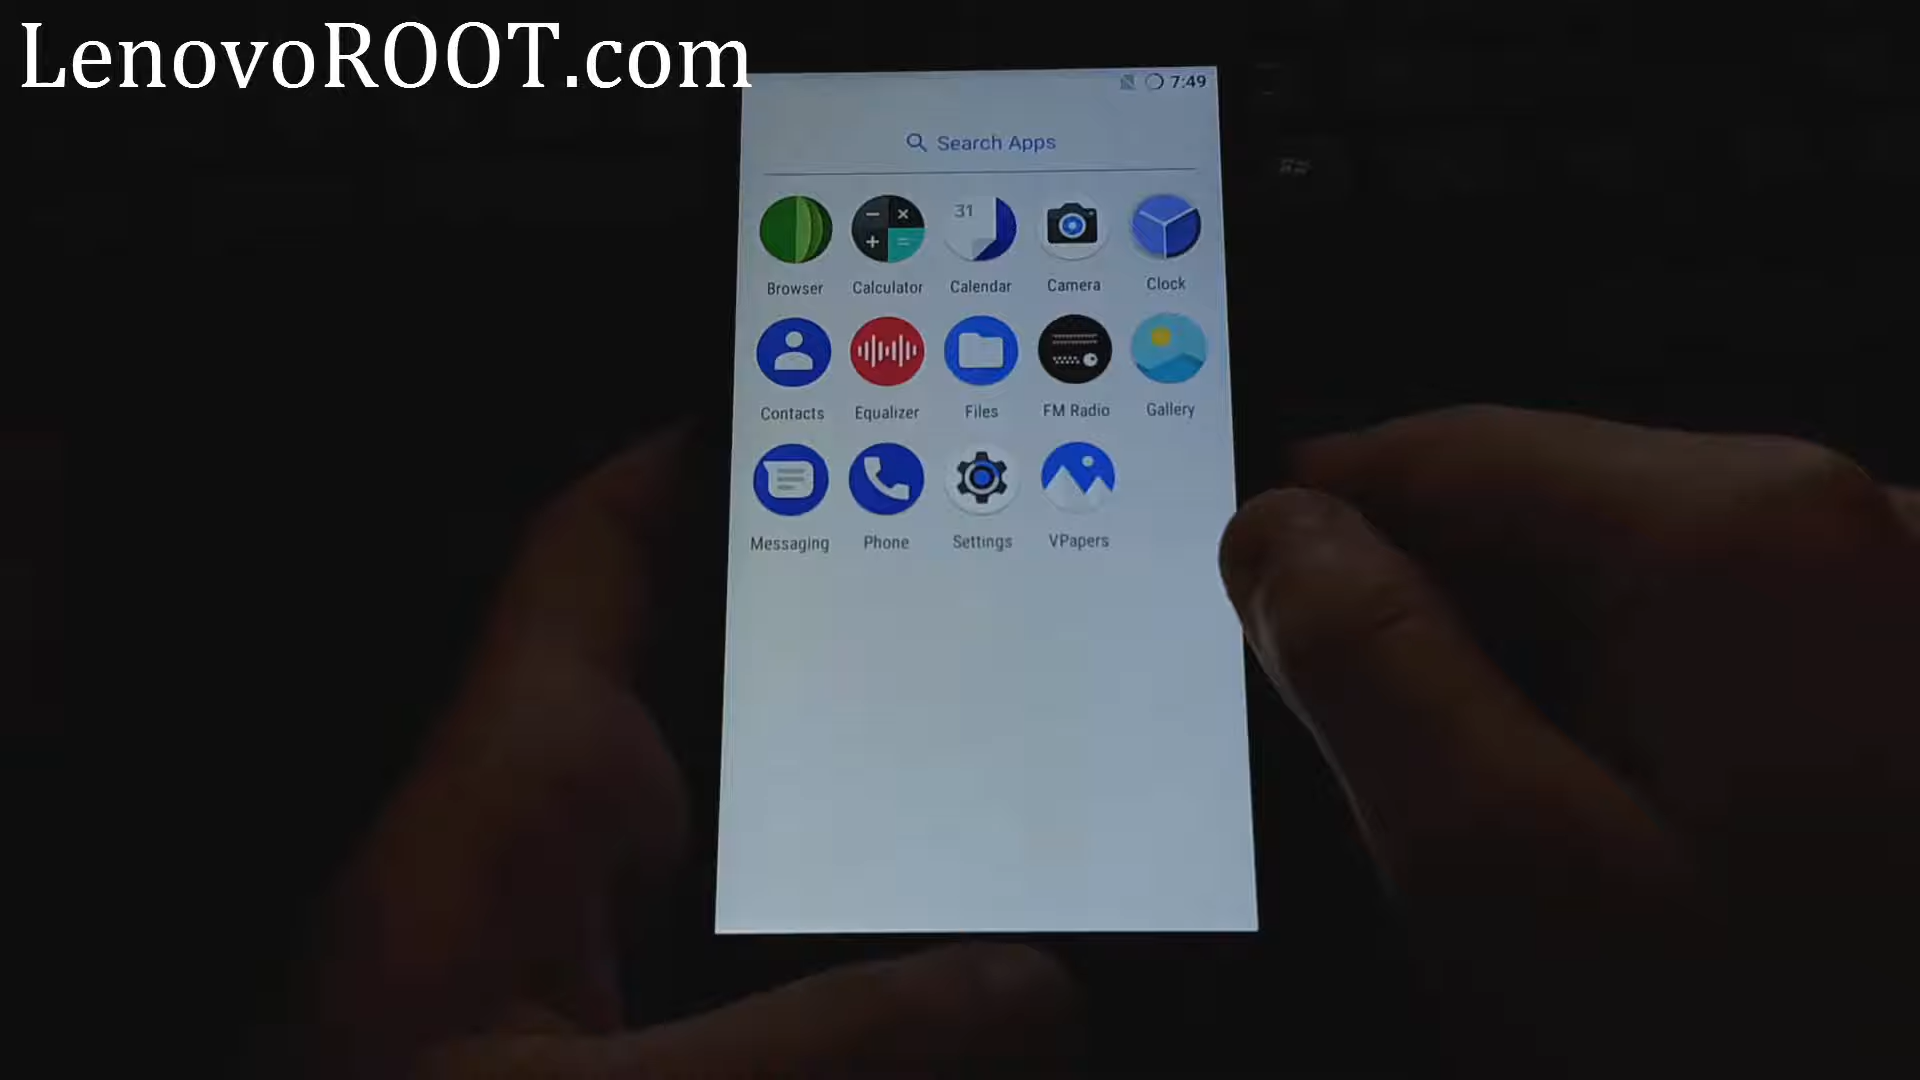 LenovoROOT.com
7:49
Search Apps
31
Browser Calculator Calendar Camera Clock
Contacts Equalizer Files FM Radio Gallery
Messaging Phone Settings VPapers